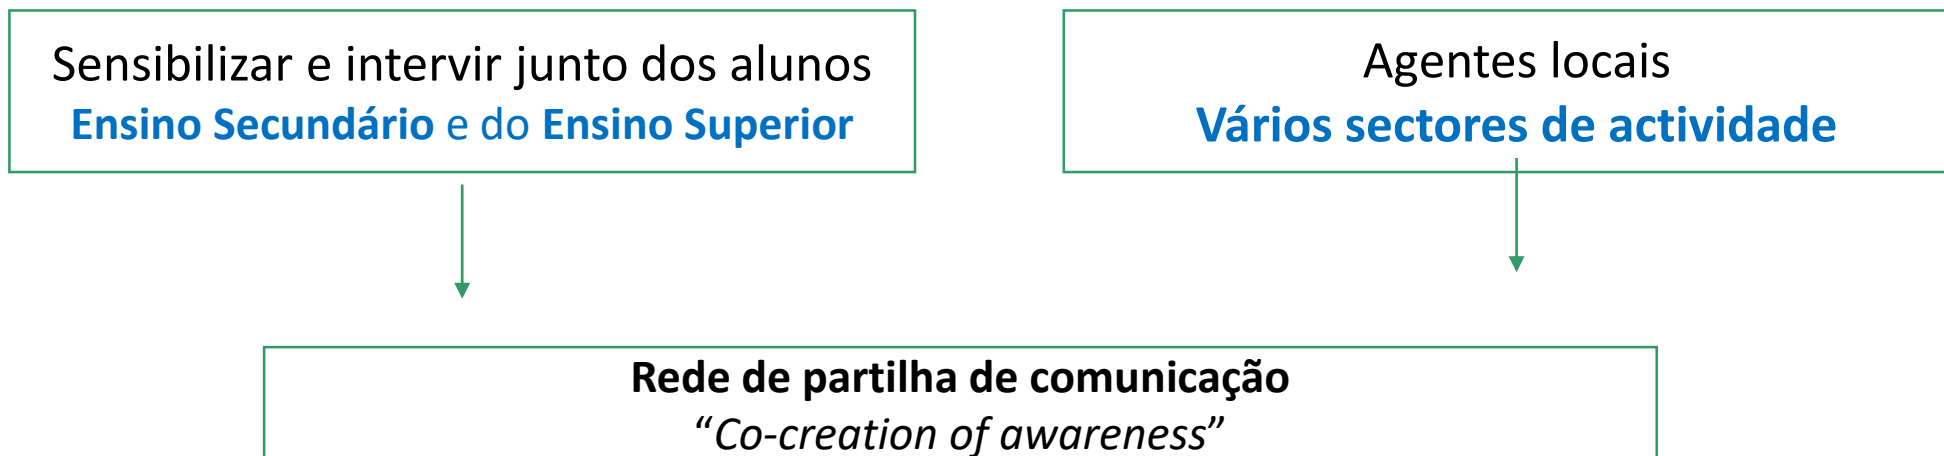 Sensibilizar e intervir junto dos alunos
Ensino Secundário e do Ensino Superior
Agentes locais
Vários sectores de actividade
Rede de partilha de comunicação
“Co-creation of awareness”